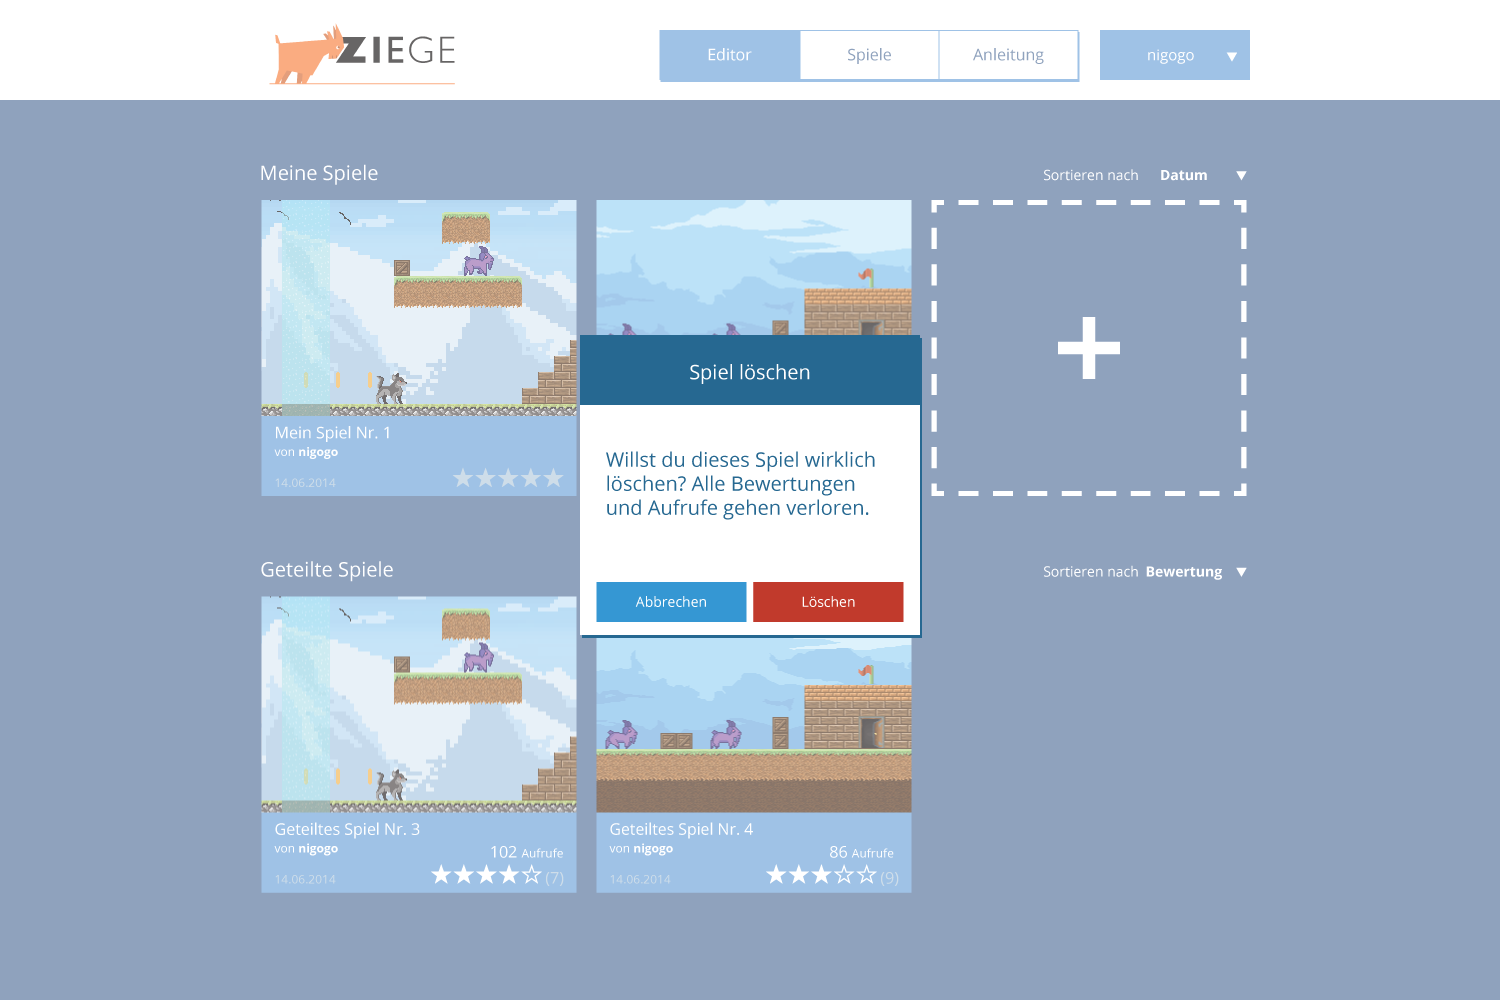 ZIEGE
Editor
Spiele
Anleitung
nigogo
Meine Spiele
Sortieren nach Datum
Mein Spiel Nr. 1
von nigogo
14.06.2014
Spiel löschen
Willst du dieses Spiel wirklich
löschen? Alle Bewertungen
und Aufrufe gehen verloren.
Abbrechen
Löschen
Geteilte Spiele
Sortieren nach Bewertung
Geteiltes Spiel Nr. 3
von nigogo
102 Aufrufe
14.06.2014
(7)
Geteiltes Spiel Nr. 4
von nigogo
86 Aufrufe
14.06.2014
(9)